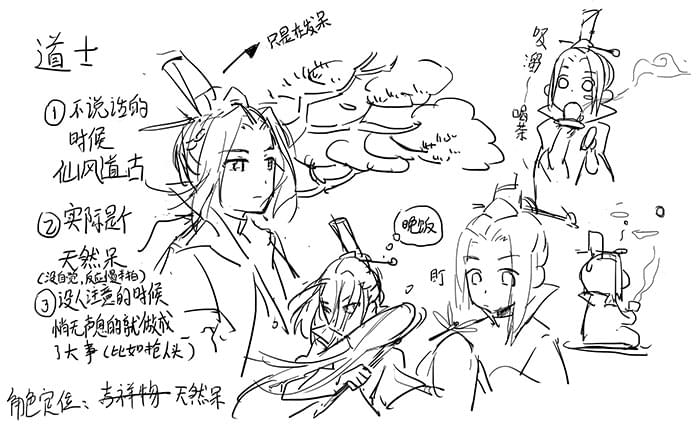 道士
只是在发呆
①不说话的
时候
仙风道古
②实际是个
天然呆
(没自觉,反应慢半拍)
③没人注意的时候
悄无声息的就做成
了大事(比如抢人头)
角色定位:吉祥物 天然呆
晚饭
盯
吸溜
喝茶